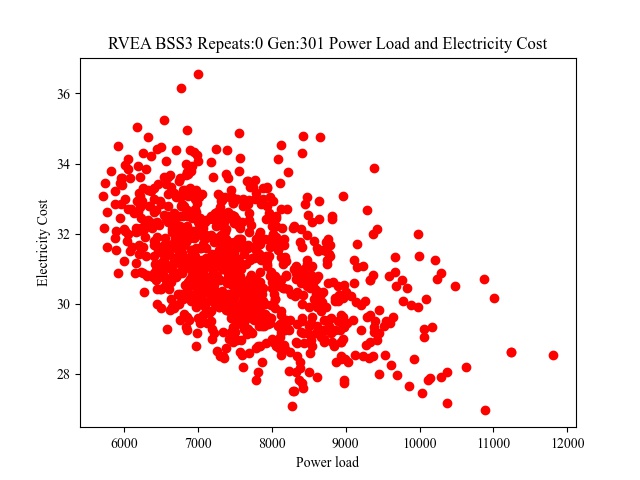 RVEA BSS3 Repeats:0 Gen:301 Power Load and Electricity Cost
36
34
32
30
28
Electricity Cost
6000 7000 8000 9000 10000 11000 12000
Power load